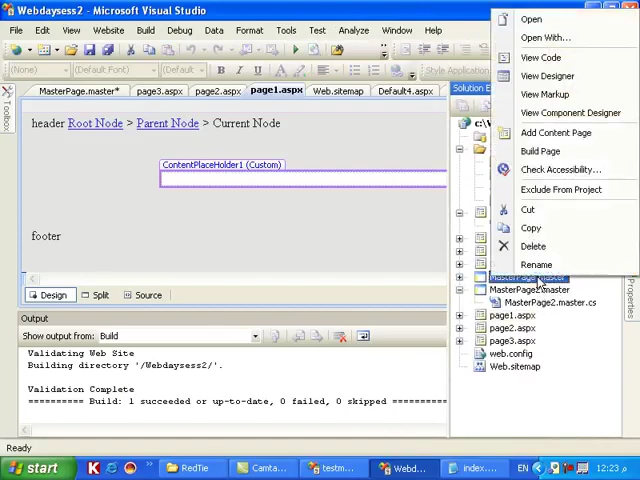 Webdaysess2 - Microsoft Visual Studio
File Edit View Website Build Debug Data Format Tools Test Analyze Window Help
(None) (Default Font) (Default B I U
MasterPage.master* page3.aspx page2.aspx page1.aspx Web.sitemap Default4.aspx
Toolbox
header Root Node > Parent Node > Current Node
ContentPlaceHolder1 (Custom)
footer
Design Split Source
Output
Show output from: Build
Validating Web Site
Building directory '/Webdaysess2/'.
Validation Complete
========== Build: 1 succeeded or up-to-date, 0 failed, 0 skipped
Open
Open With...
View Code
View Designer
View Markup
View Component Designer
Add Content Page
Build Page
Check Accessibility...
Exclude From Project
Cut
Copy
Delete
Rename
MasterPage2.master
MasterPage2.master.cs
page1.aspx
page2.aspx
page3.aspx
web.config
Web.sitemap
Properties
Ready
start K RedTie Camta... testm... Webd... index.... EN 12:23 م